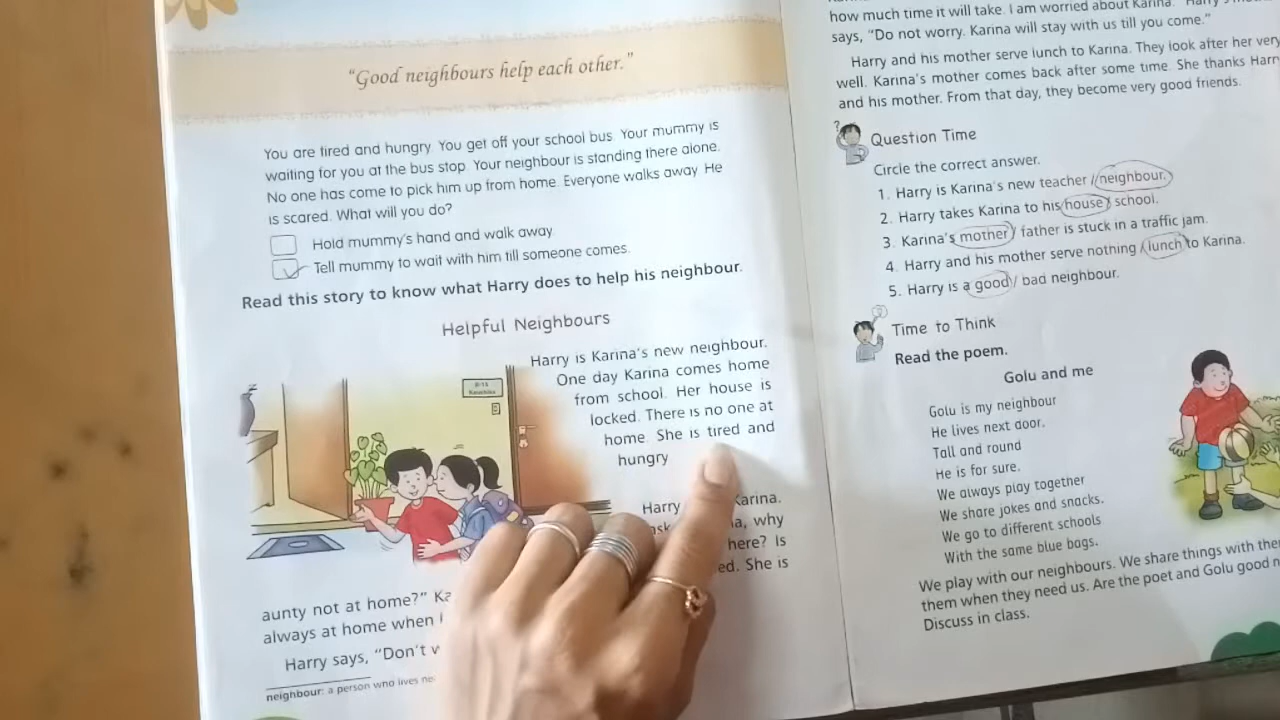 "Good neighbours help each other."
You are tired and hungry. You get off your school bus. Your mummy is
waiting for you at the bus stop. Your neighbour is standing there alone.
No one has come to pick him up from home. Everyone walks away. He
is scared. What will you do?
Hold mummy's hand and walk away.
Tell mummy to wait with him till someone comes.
Read this story to know what Harry does to help his neighbour.
Helpful Neighbours
Harry is Karina's new neighbour.
One day Karina comes home
from school. Her house is
locked. There is no one at
home. She is tired and
hungry
Harry Karina.
why
here? Is
She is
aunty not at home?"
always at home when
Harry says, "Don't
neighbour: a person who lives
how much time it will take. I am worried about Karina."
says, "Do not worry. Karina will stay with us till you come."
Harry and his mother serve lunch to Karina. They look after her very
well. Karina's mother comes back after some time. She thanks
and his mother. From that day, they become very good friends.
?
Question Time
Circle the correct answer.
1. Harry is Karina's new teacher / neighbour.
2. Harry takes Karina to his house / school.
3. Karina's mother / father is stuck in a traffic jam.
4. Harry and his mother serve nothing / lunch to Karina.
5. Harry is a good / bad neighbour.
Time to Think
Read the poem.
Golu and me
Golu is my neighbour
He lives next door.
Tall and round
He is for sure.
We always play together
We share jokes and snacks.
We go to different schools
With the same blue bags.
We play with our neighbours. We share things with
them when they need us. Are the poet and Golu good
Discuss in class.